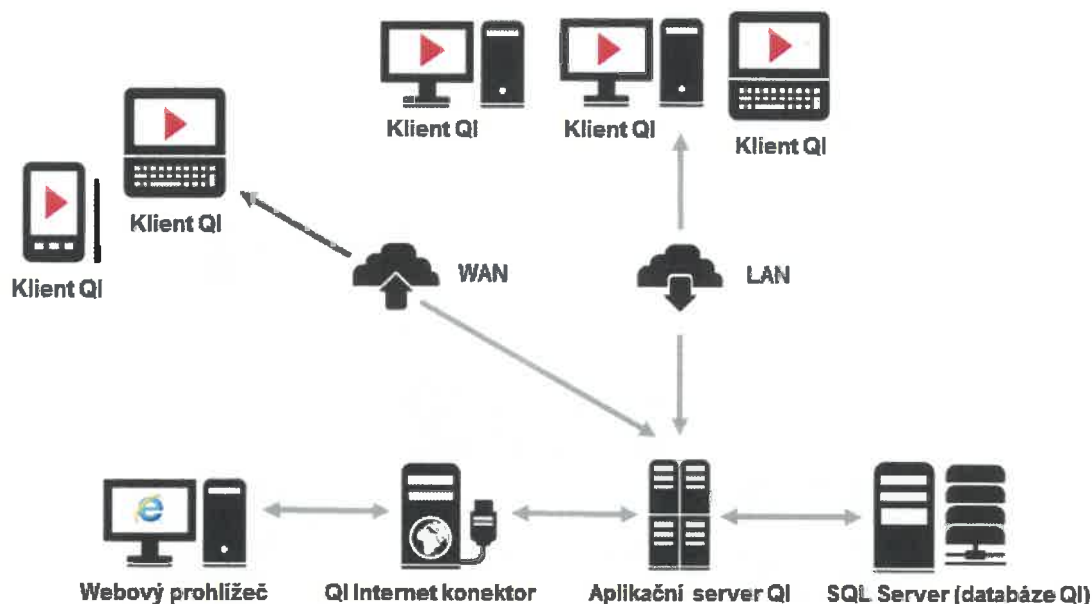 Klient QI
Klient QI
Klient QI
Klient QI
Klient QI
WAN
LAN
Webový prohlížeč
QI Internet konektor
Aplikační server QI
SQL Server (databáze QI)